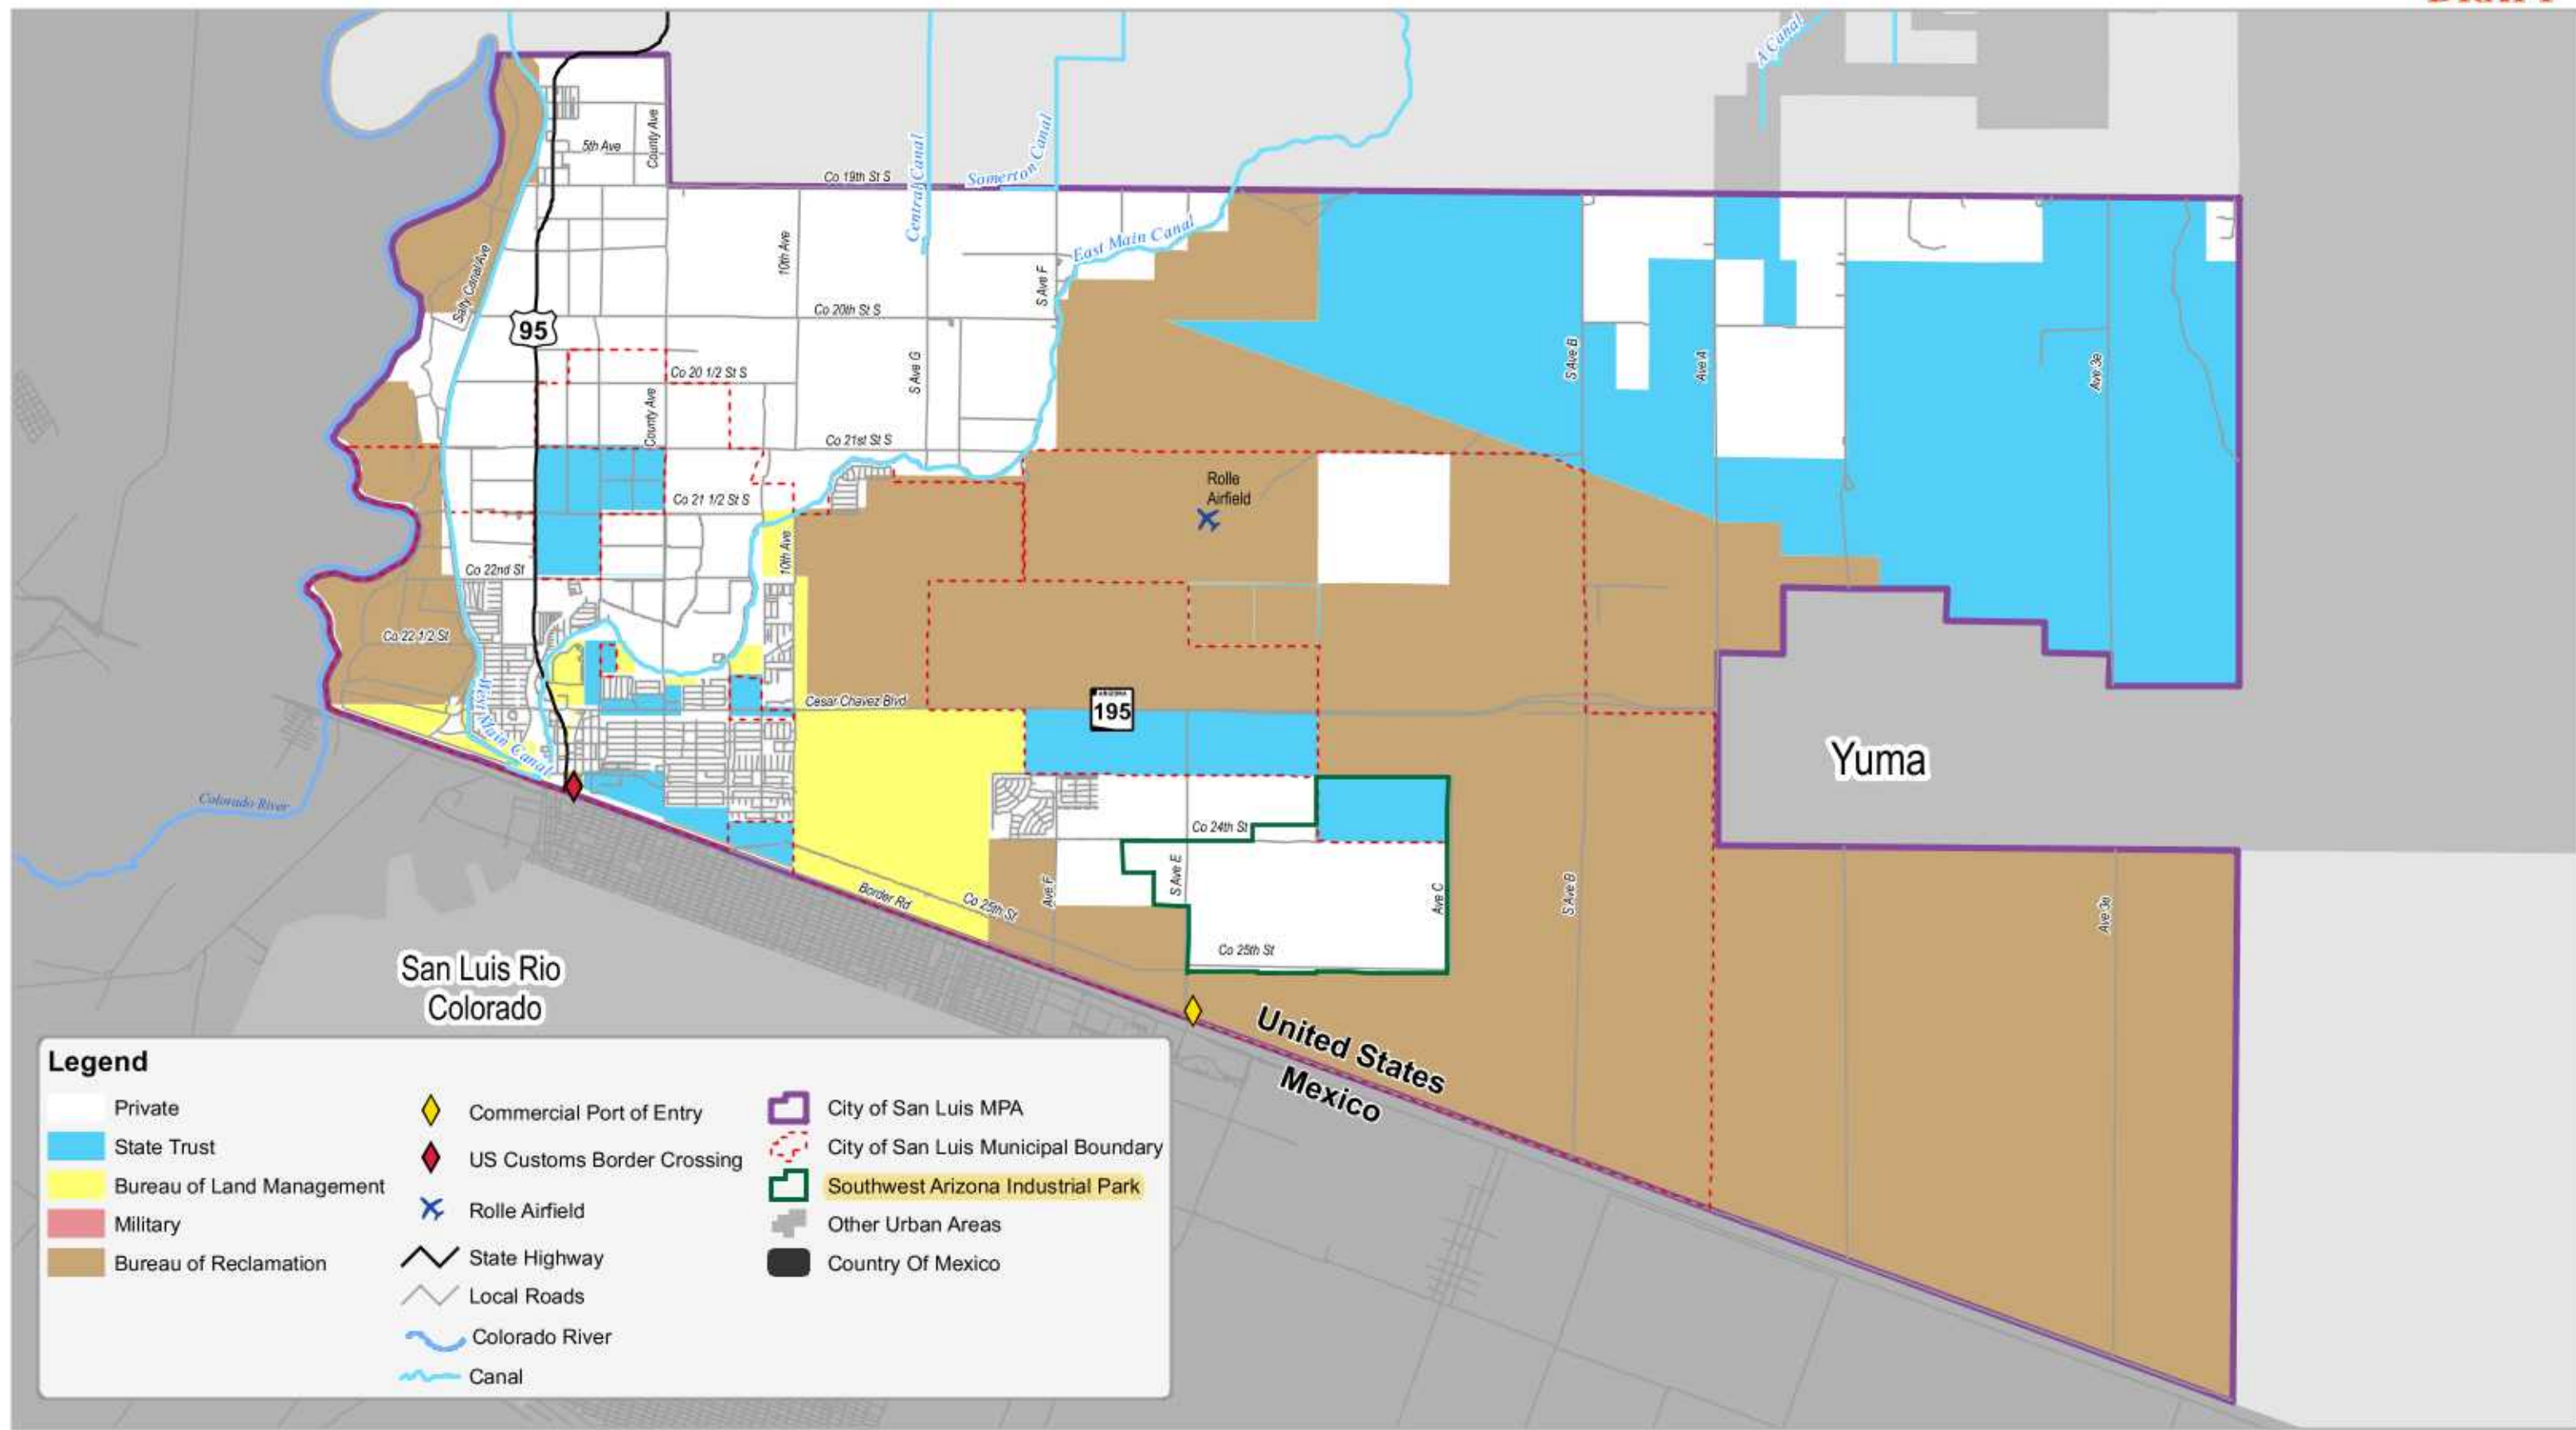 A Canal
County Ave
5th Ave
Central Canal
Somerton Canal
Co 19th St S
10th Ave
East Main Canal
Salty Canal Ave
S Ave F
95
Co 20th St S
S Ave G
S Ave B
Ave A
Ave 3e
Co 20 1/2 St S
County Ave
Co 21st St S
Rolle
Airfield
Co 21 1/2 St S
10th Ave
Co 22nd St
Co 22 1/2 St
West Main Canal
Cesar Chavez Blvd
ARIZONA
195
Yuma
Colorado River
Co 24th St
S Ave E
Ave F
Border Rd
Co 25th St
Ave C
S Ave B
Ave 3e
Co 25th St
San Luis Rio
Colorado
United States
Mexico
Legend
Private
State Trust
Bureau of Land Management
Military
Bureau of Reclamation
Commercial Port of Entry
US Customs Border Crossing
Rolle Airfield
State Highway
Local Roads
Colorado River
Canal
City of San Luis MPA
City of San Luis Municipal Boundary
Southwest Arizona Industrial Park
Other Urban Areas
Country Of Mexico